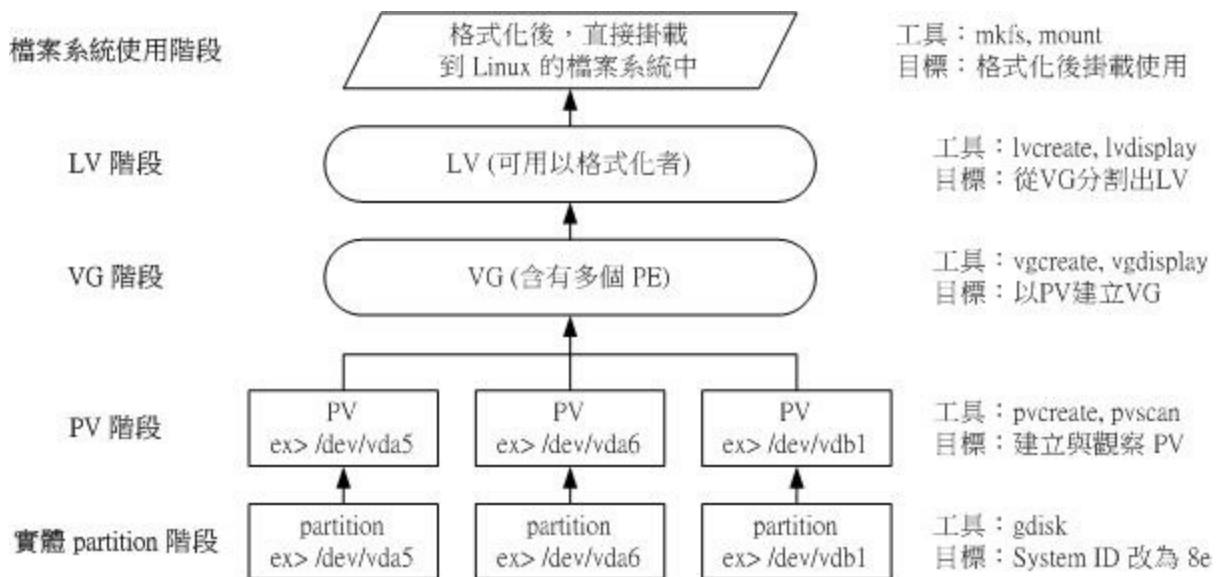 檔案系統使用階段
格式化後，直接掛載
到 Linux 的檔案系統中
工具：mkfs, mount
目標：格式化後掛載使用
LV 階段
LV (可用以格式化者)
工具：lvcreate, lvdisplay
目標：從VG分割出LV
VG 階段
VG (含有多個 PE)
工具：vgcreate, vgdisplay
目標：以PV建立VG
PV 階段
PV
ex> /dev/vda5
PV
ex> /dev/vda6
PV
ex> /dev/vdb1
工具：pvcreate, pvscan
目標：建立與觀察 PV
實體 partition 階段
partition
ex> /dev/vda5
partition
ex> /dev/vda6
partition
ex> /dev/vdb1
工具：gdisk
目標：System ID 改為 8e